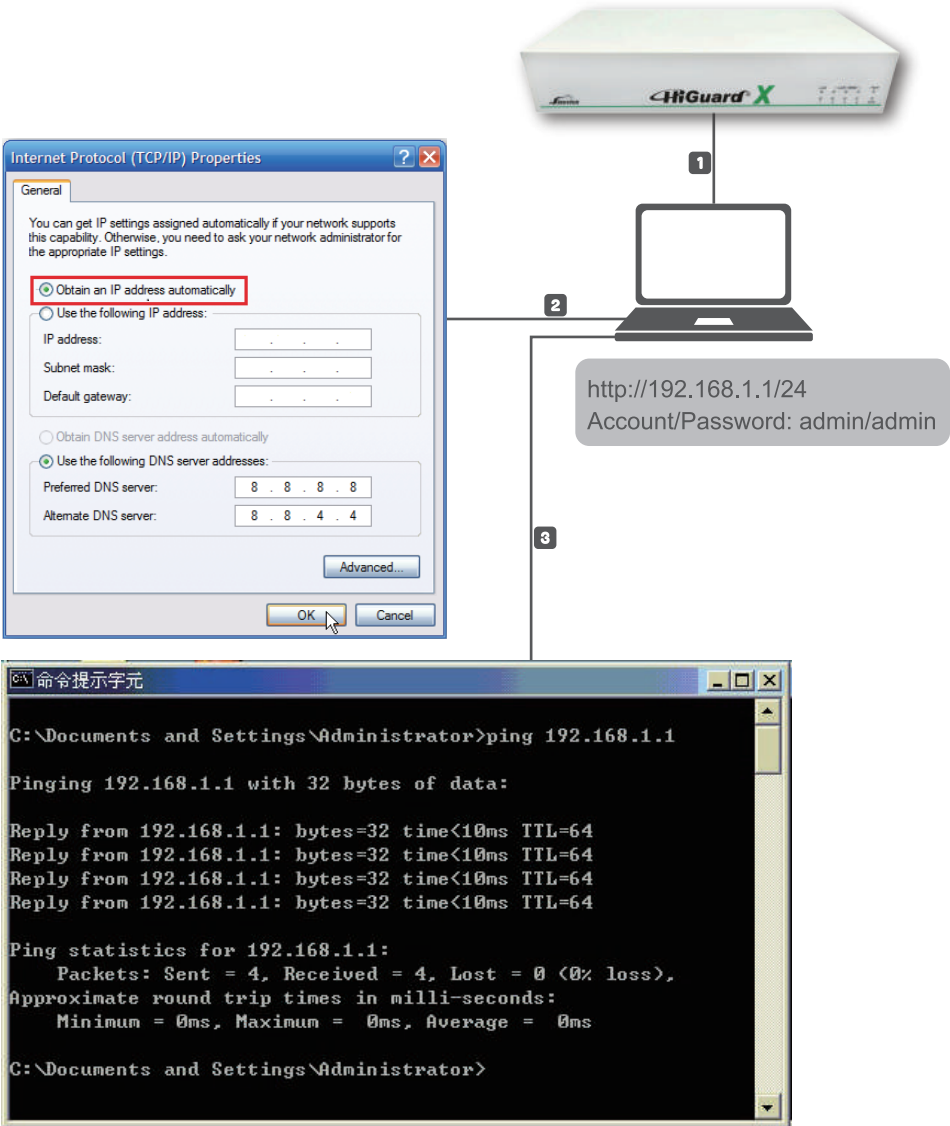 HiGuard X
1
Internet Protocol (TCP/IP) Properties
General
You can get IP settings assigned automatically if your network supports
this capability. Otherwise, you need to ask your network administrator for
the appropriate IP settings.
Obtain an IP address automatically
Use the following IP address:
IP address:
Subnet mask:
Default gateway:
Obtain DNS server address automatically
Use the following DNS server addresses:
Preferred DNS server: 8 . 8 . 8 . 8
Alternate DNS server: 8 . 8 . 4 . 4
Advanced...
OK Cancel
2
http://192.168.1.1/24
Account/Password: admin/admin
3
C:\ 命令提示字元
C:\Documents and Settings\Administrator>ping 192.168.1.1
Pinging 192.168.1.1 with 32 bytes of data:
Reply from 192.168.1.1: bytes=32 time<10ms TTL=64
Reply from 192.168.1.1: bytes=32 time<10ms TTL=64
Reply from 192.168.1.1: bytes=32 time<10ms TTL=64
Reply from 192.168.1.1: bytes=32 time<10ms TTL=64
Ping statistics for 192.168.1.1:
Packets: Sent = 4, Received = 4, Lost = 0 (0% loss),
Approximate round trip times in milli-seconds:
Minimum = 0ms, Maximum =  0ms, Average =  0ms
C:\Documents and Settings\Administrator>